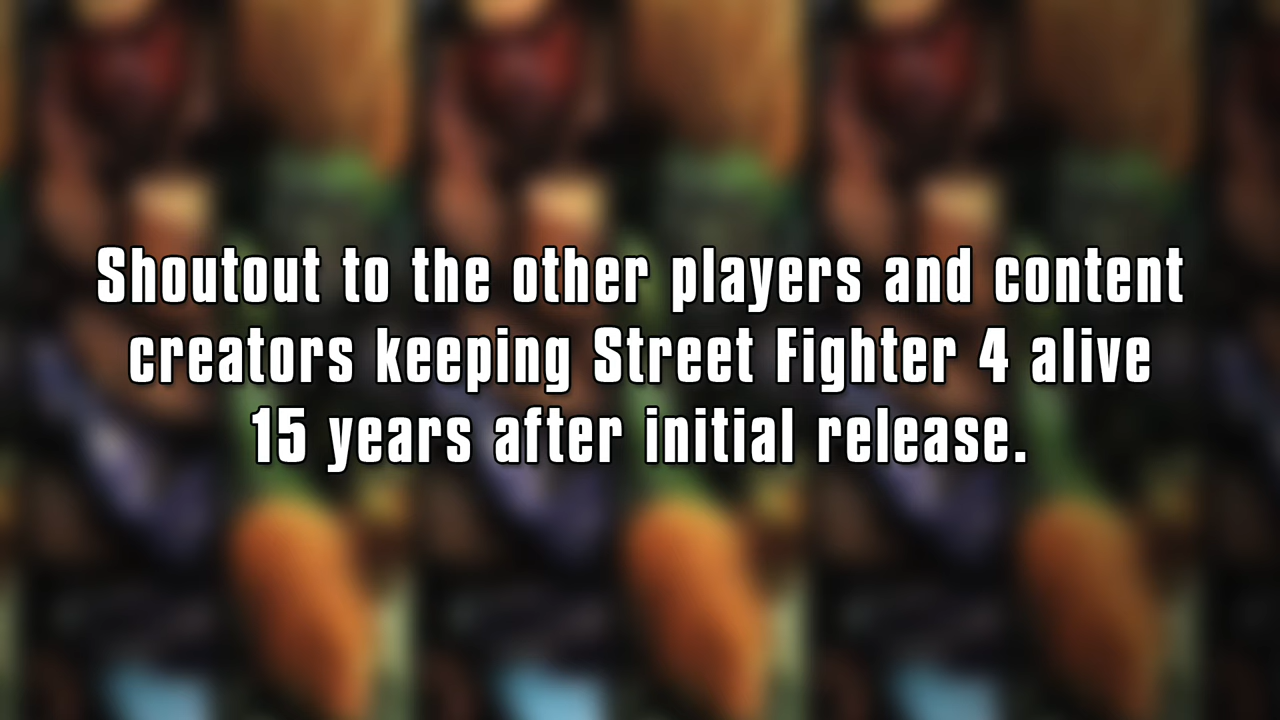 Shoutout to the other players and content
creators keeping Street Fighter 4 alive
15 years after initial release.